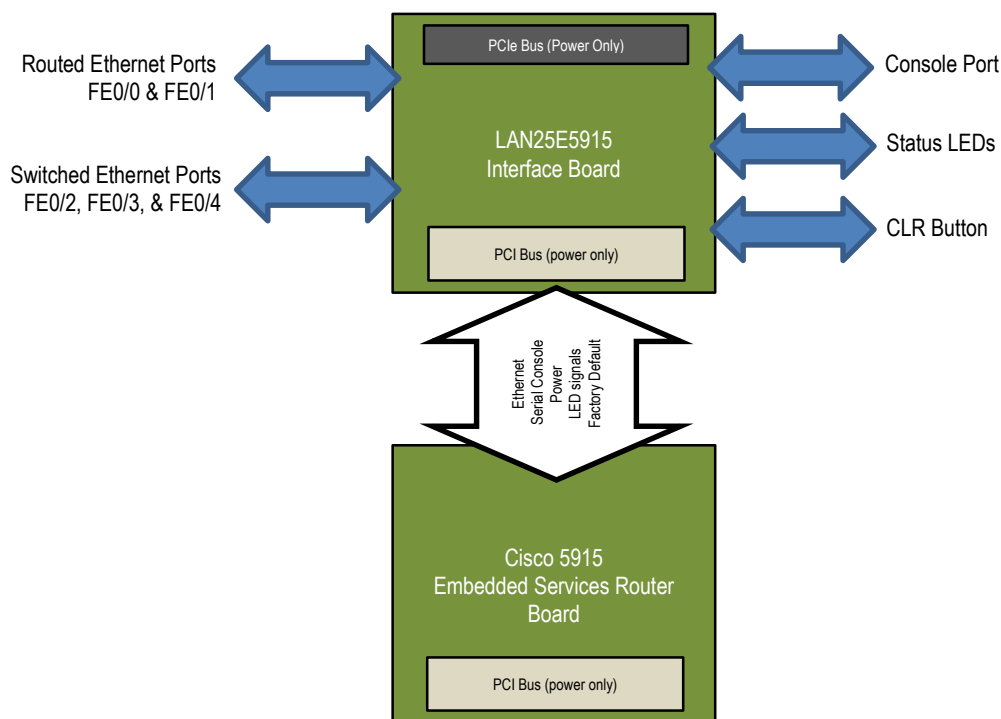 PCIe Bus (Power Only)
Routed Ethernet Ports
FE0/0 & FE0/1
Console Port
LAN25E5915
Interface Board
Status LEDs
Switched Ethernet Ports
FE0/2, FE0/3, & FE0/4
CLR Button
PCI Bus (power only)
Ethernet
Serial Console
Power
LED signals
Factory Default
Cisco 5915
Embedded Services Router
Board
PCI Bus (power only)